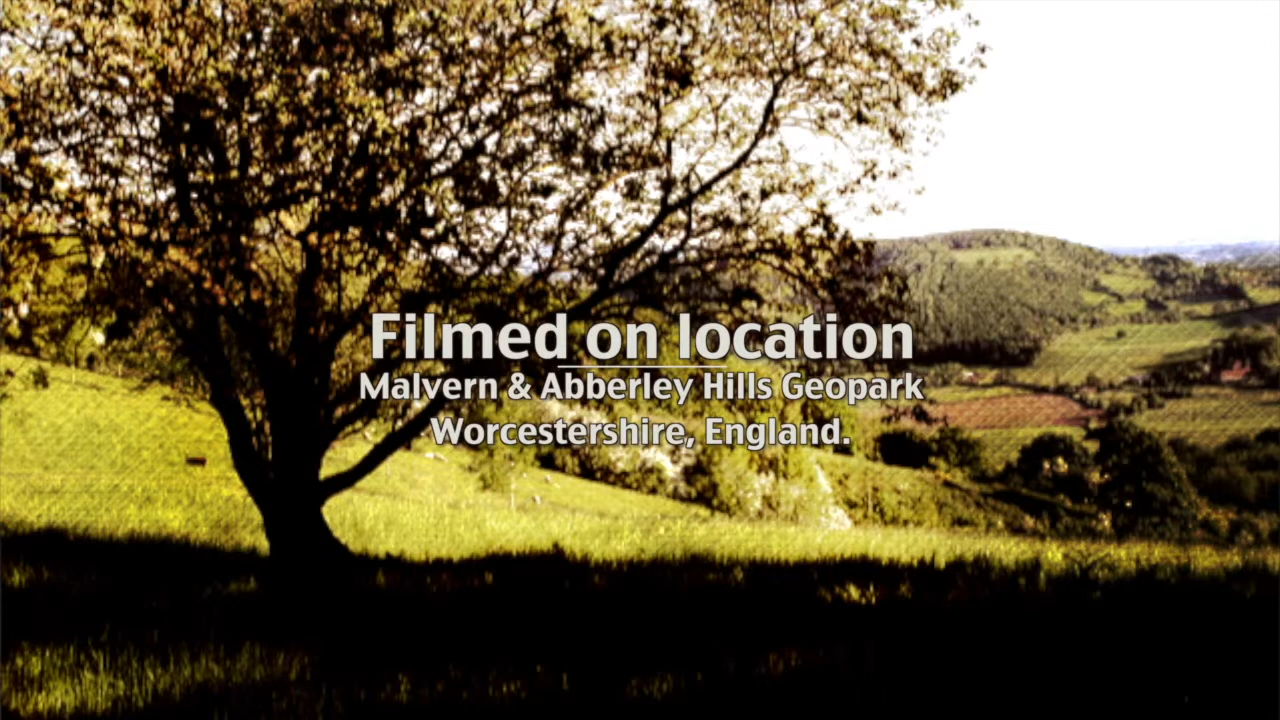 Filmed on location
Malvern & Abberley Hills Geopark
Worcestershire, England.